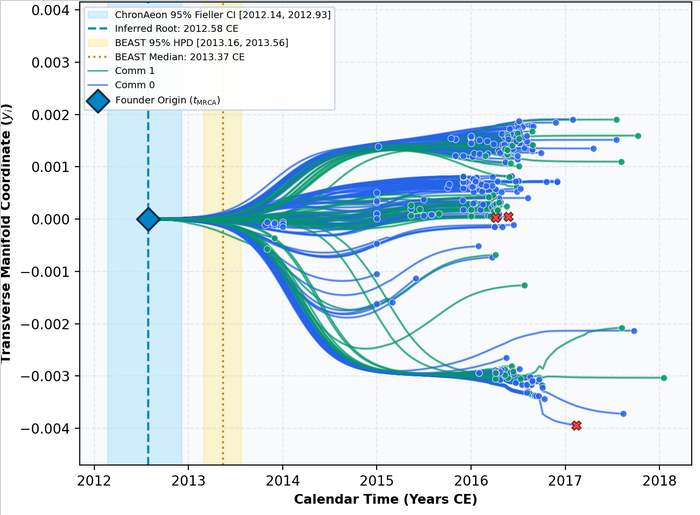 ChronAeon 95% Fieller CI [2012.14, 2012.93]
Inferred Root: 2012.58 CE
BEAST 95% HPD [2013.16, 2013.56]
BEAST Median: 2013.37 CE
Comm 1
Comm 0
Founder Origin (tMRCA)
Transverse Manifold Coordinate (yi)
0.004
0.003
0.002
0.001
0.000
−0.001
−0.002
−0.003
−0.004
2012 2013 2014 2015 2016 2017 2018
Calendar Time (Years CE)